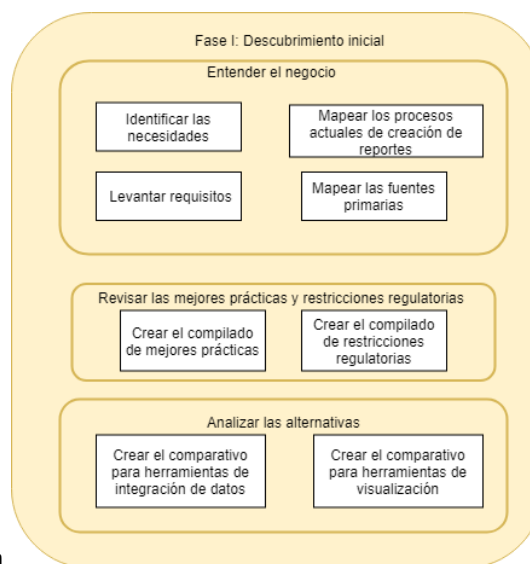 Fase I: Descubrimiento inicial
Entender el negocio
Identificar las
necesidades
Mapear los procesos
actuales de creación de
reportes
Levantar requisitos
Mapear las fuentes
primarias
Revisar las mejores prácticas y restricciones regulatorias
Crear el compilado
de mejores prácticas
Crear el compilado
de restricciones
regulatorias
Analizar las alternativas
Crear el comparativo
para herramientas de
integración de datos
Crear el comparativo
para herramientas de
visualización